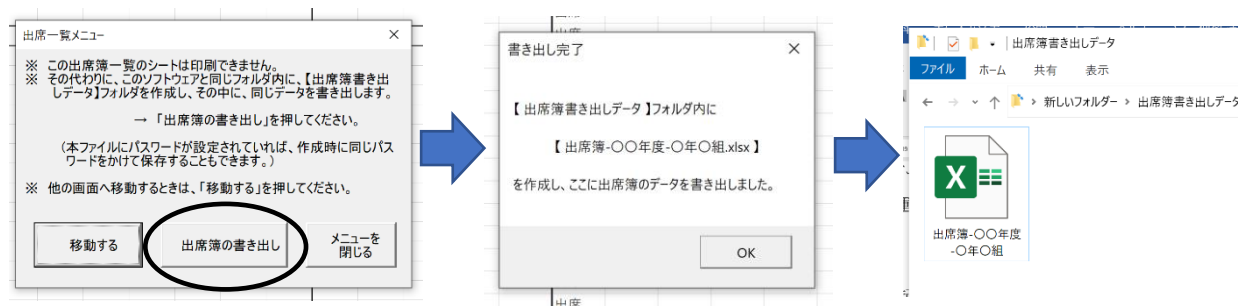 出席一覧メニュー
※ この出席簿一覧のシートは印刷できません。
※ その代わりに、このソフトウェアと同じフォルダ内に、【出席簿書き出
しデータ】フォルダを作成し、その中に、同じデータを書き出します。
→ 「出席簿の書き出し」を押してください。
（本ファイルにパスワードが設定されていれば、作成時に同じパス
ワードをかけて保存することもできます。）
※ 他の画面へ移動するときは、「移動する」を押してください。
移動する
出席簿の書き出し
メニューを
閉じる
書き出し完了
【 出席簿書き出しデータ 】フォルダ内に
【 出席簿-〇〇年度-〇年〇組.xlsx 】
を作成し、ここに出席簿のデータを書き出しました。
OK
出席
出席簿書き出しデータ
ファイル ホーム 共有 表示
新しいフォルダー › 出席簿書き出しデータ
X
出席簿-〇〇年度
-〇年〇組